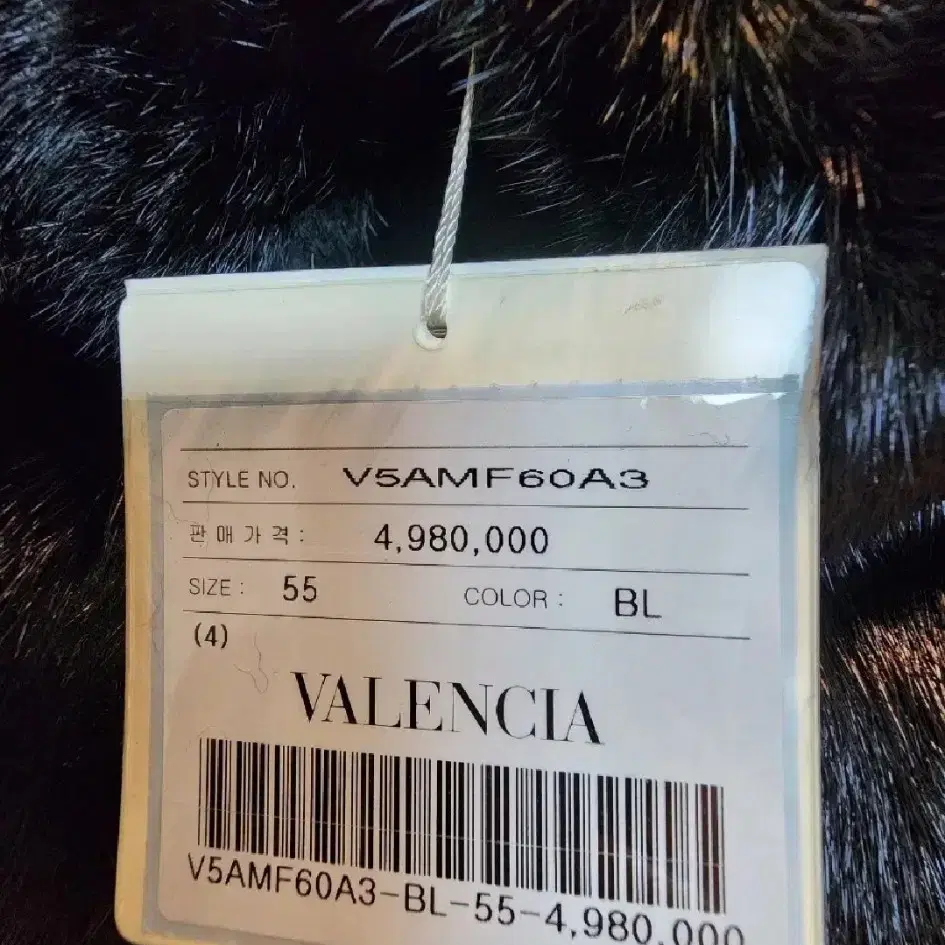 STYLE NO. V5AMF60A3
판매가격 : 4,980,000
SIZE : 55 COLOR : BL
(4)
VALENCIA
V5AMF60A3-BL-55-4,980,000